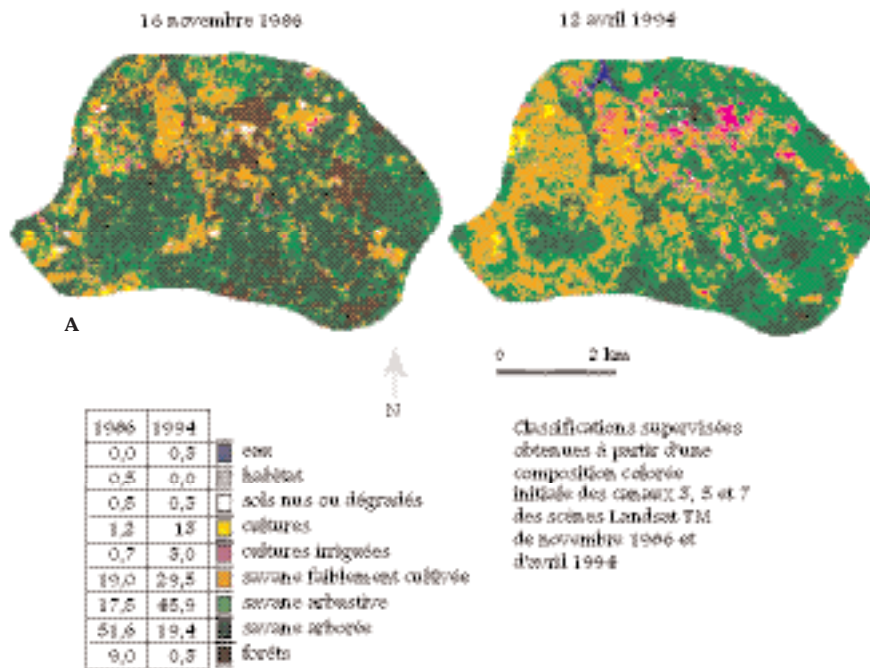 16 novembre 1986
12 avril 1994
A
0 2 km
N
1986 1994
0,0 0,3 eau
0,5 0,0 habitat
0,5 0,3 sols nus ou dégradés
1,2 13 cultures
0,7 3,0 cultures irriguées
19,0 29,5 savane faiblement cultivée
17,5 45,9 savane arbustive
51,6 19,4 savane arborée
9,0 0,3 forêts
Classifications supervisées
obtenues à partir d'une
composition colorée
initiale des canaux 3, 5 et 7
des scènes Landsat TM
de novembre 1986 et
d'avril 1994